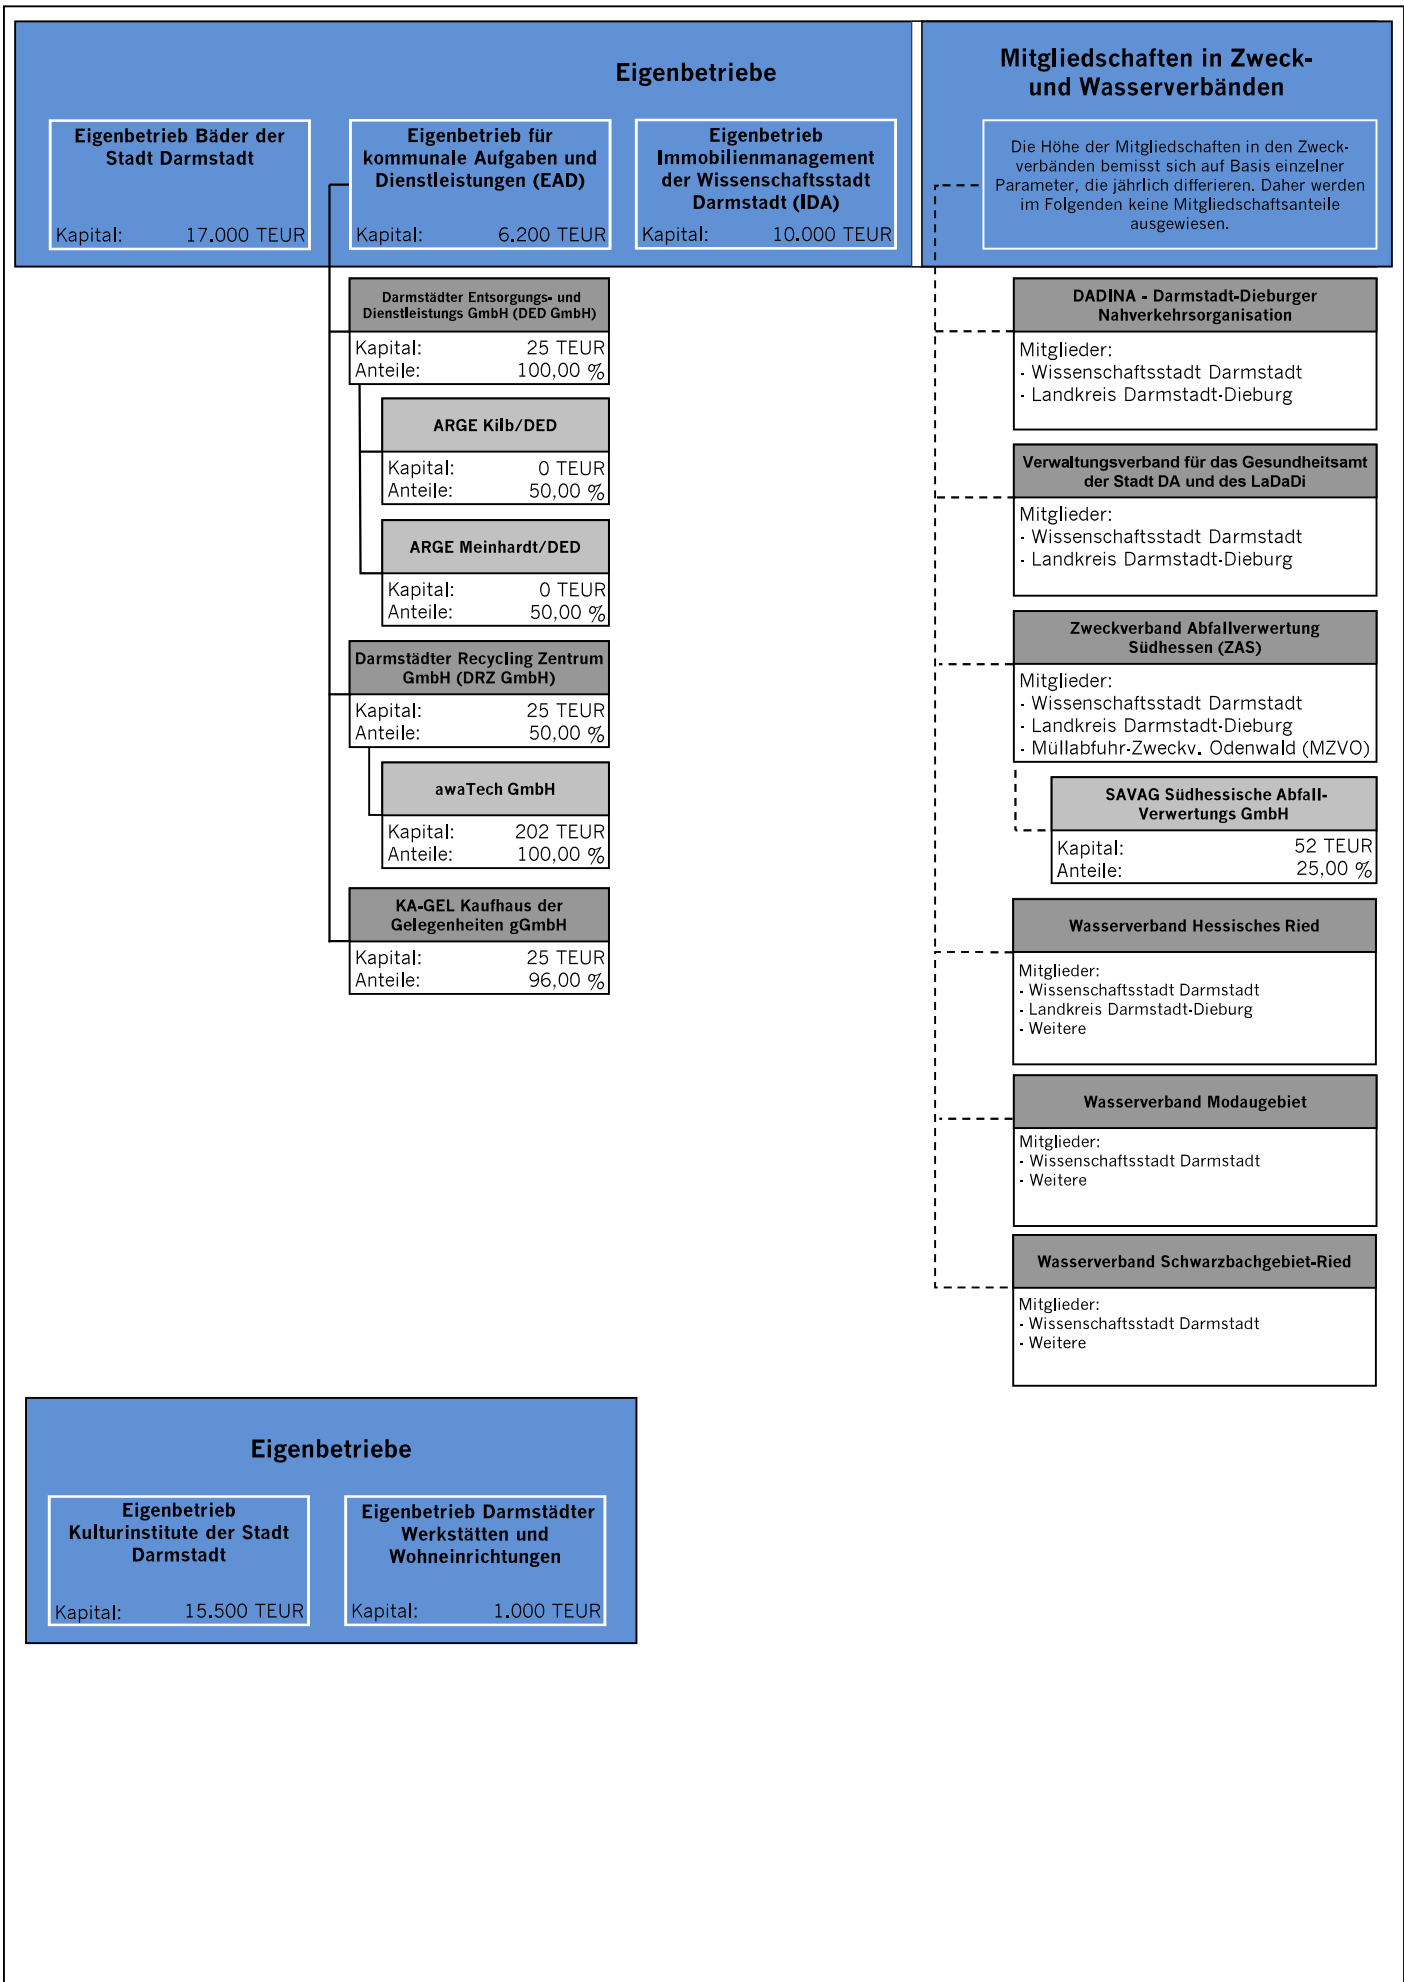 Eigenbetriebe
Eigenbetrieb Bäder der
Stadt Darmstadt
Kapital: 17.000 TEUR
Eigenbetrieb für
kommunale Aufgaben und
Dienstleistungen (EAD)
Kapital: 6.200 TEUR
Eigenbetrieb
Immobilienmanagement
der Wissenschaftsstadt
Darmstadt (IDA)
Kapital: 10.000 TEUR
Darmstädter Entsorgungs- und
Dienstleistungs GmbH (DED GmbH)
Kapital: 25 TEUR
Anteile: 100,00 %
ARGE Kilb/DED
Kapital: 0 TEUR
Anteile: 50,00 %
ARGE Meinhardt/DED
Kapital: 0 TEUR
Anteile: 50,00 %
Darmstädter Recycling Zentrum
GmbH (DRZ GmbH)
Kapital: 25 TEUR
Anteile: 50,00 %
awaTech GmbH
Kapital: 202 TEUR
Anteile: 100,00 %
KA-GEL Kaufhaus der
Gelegenheiten gGmbH
Kapital: 25 TEUR
Anteile: 96,00 %
Mitgliedschaften in Zweck-
und Wasserverbänden
Die Höhe der Mitgliedschaften in den Zweck-
verbänden bemisst sich auf Basis einzelner
Parameter, die jährlich differieren. Daher werden
im Folgenden keine Mitgliedschaftsanteile
ausgewiesen.
DADINA - Darmstadt-Dieburger
Nahverkehrsorganisation
Mitglieder:
- Wissenschaftsstadt Darmstadt
- Landkreis Darmstadt-Dieburg
Verwaltungsverband für das Gesundheitsamt
der Stadt DA und des LaDaDi
Mitglieder:
- Wissenschaftsstadt Darmstadt
- Landkreis Darmstadt-Dieburg
Zweckverband Abfallverwertung
Südhessen (ZAS)
Mitglieder:
- Wissenschaftsstadt Darmstadt
- Landkreis Darmstadt-Dieburg
- Müllabfuhr-Zweckv. Odenwald (MZVO)
SAVAG Südhessische Abfall-
Verwertungs GmbH
Kapital: 52 TEUR
Anteile: 25,00 %
Wasserverband Hessisches Ried
Mitglieder:
- Wissenschaftsstadt Darmstadt
- Landkreis Darmstadt-Dieburg
- Weitere
Wasserverband Modaugebiet
Mitglieder:
- Wissenschaftsstadt Darmstadt
- Weitere
Wasserverband Schwarzbachgebiet-Ried
Mitglieder:
- Wissenschaftsstadt Darmstadt
- Weitere
Eigenbetriebe
Eigenbetrieb
Kulturinstitute der Stadt
Darmstadt
Kapital: 15.500 TEUR
Eigenbetrieb Darmstädter
Werkstätten und
Wohneinrichtungen
Kapital: 1.000 TEUR